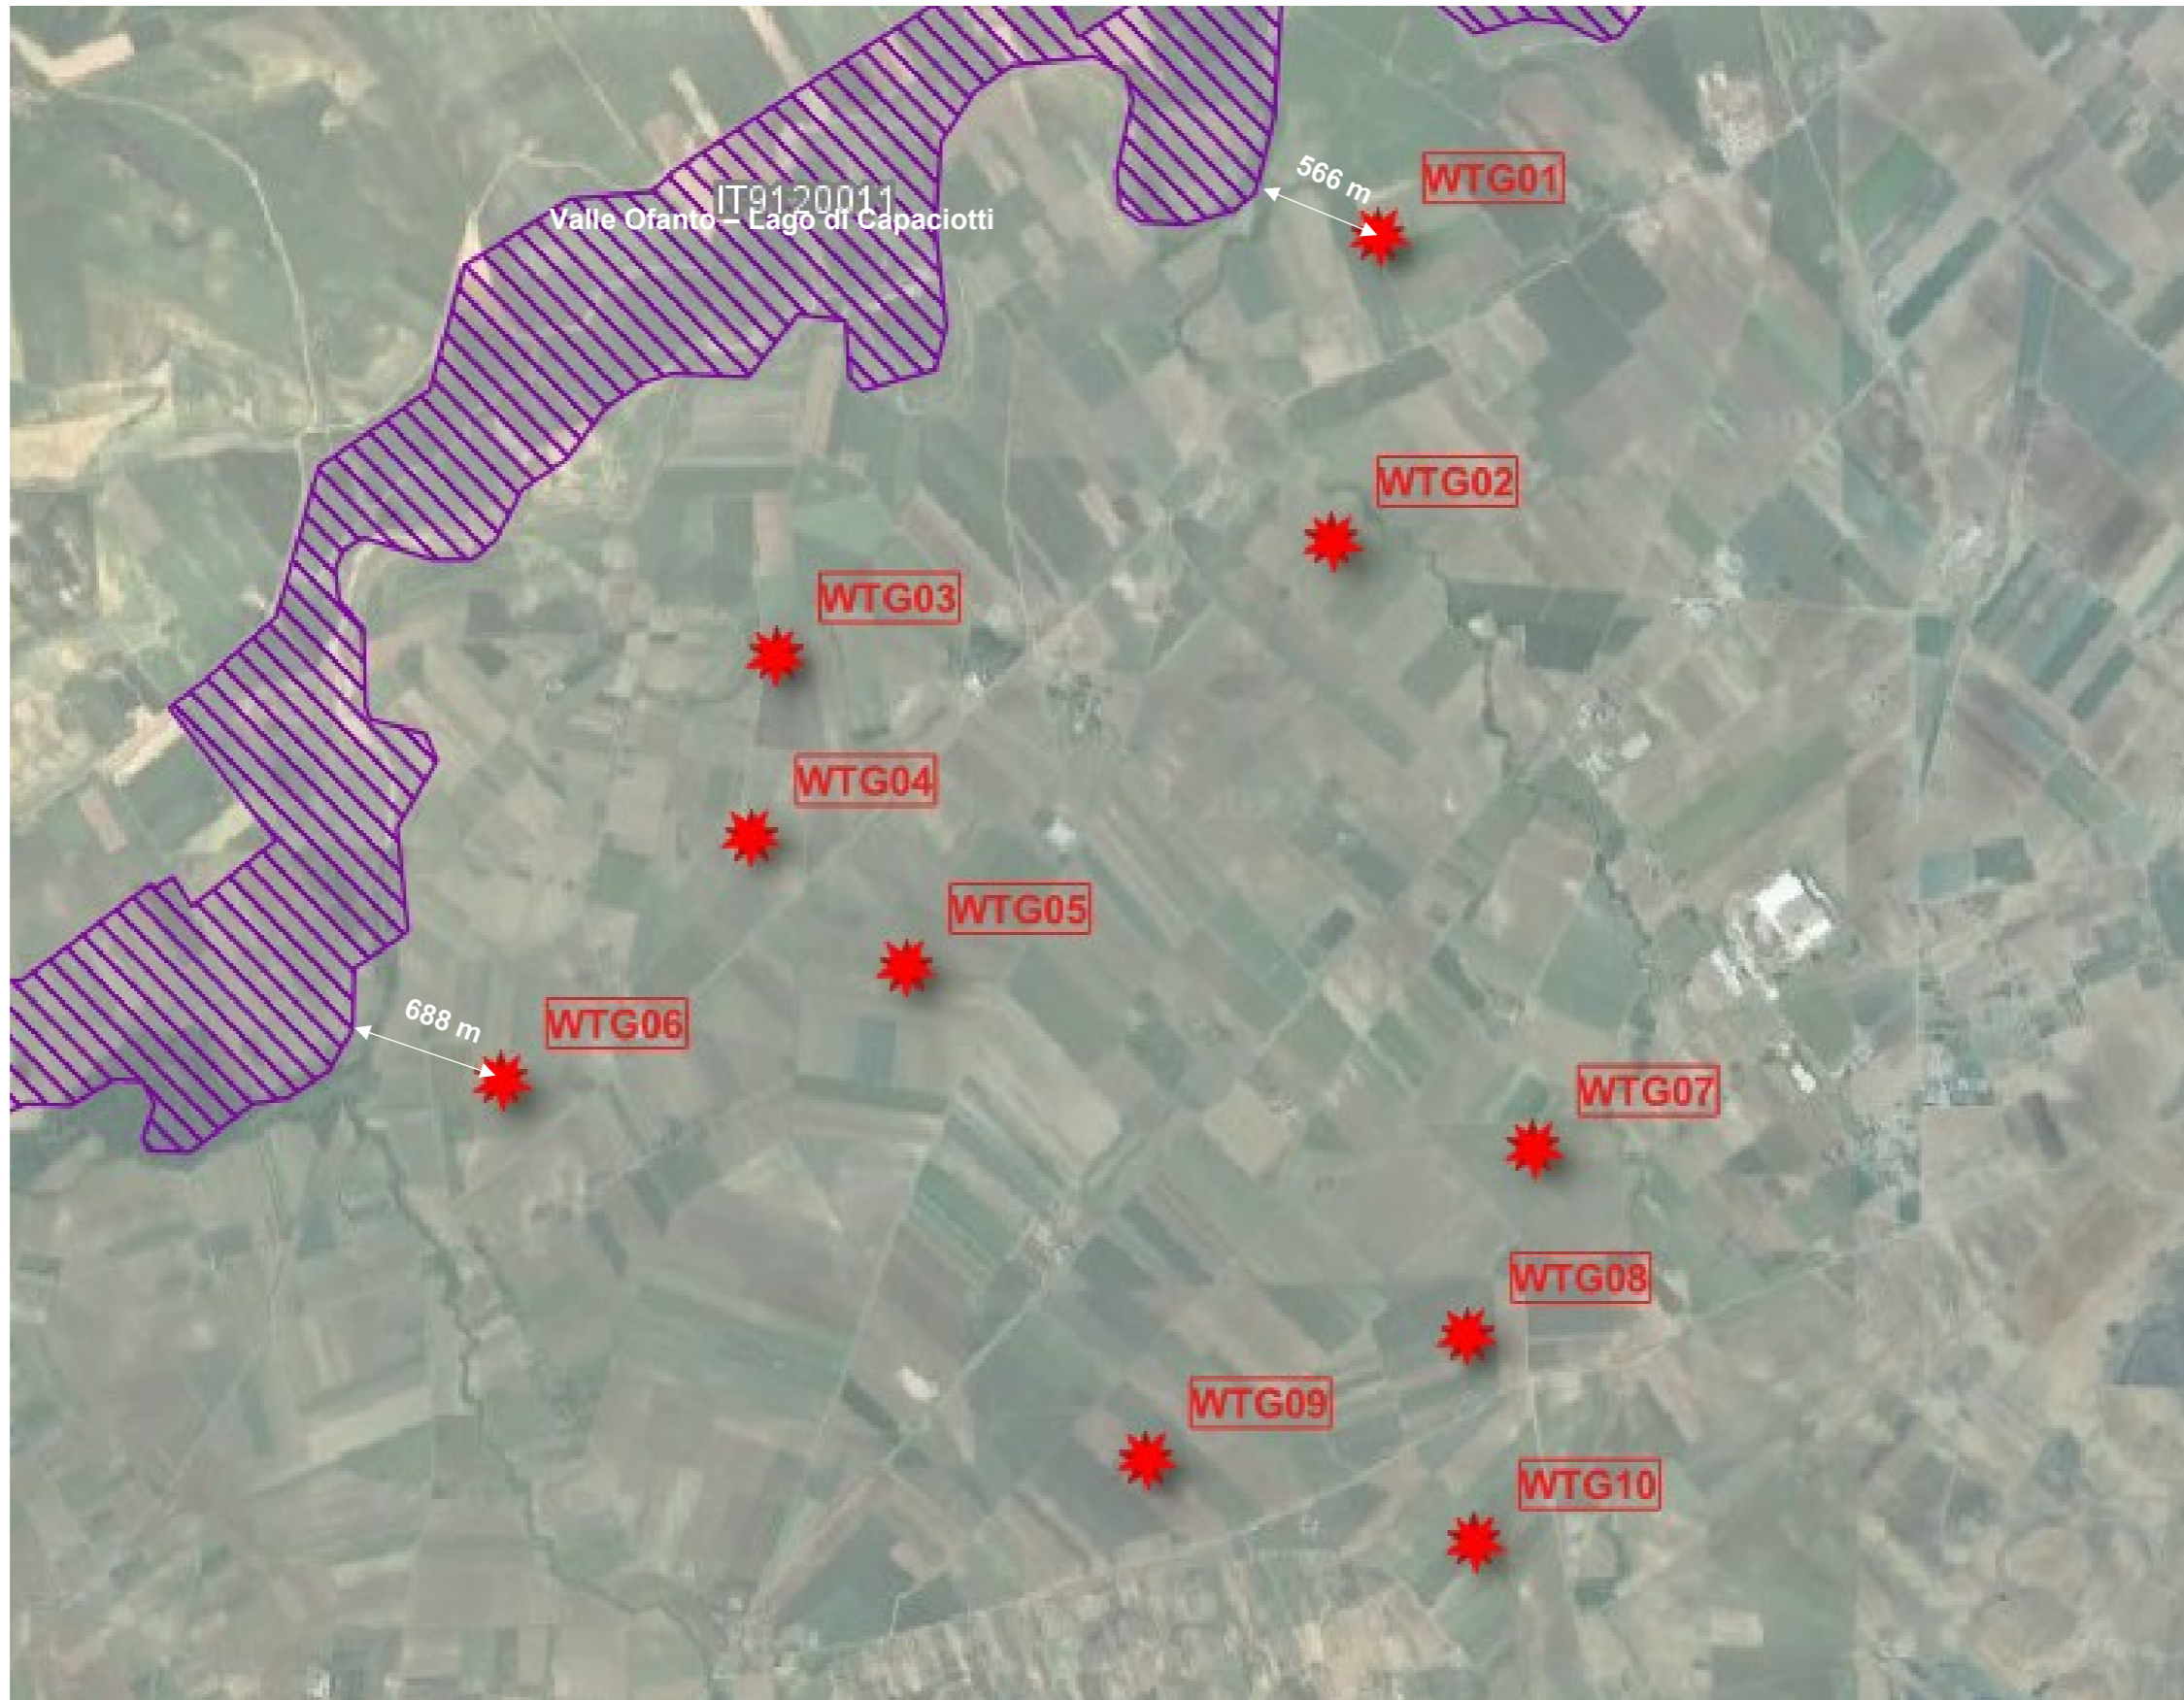 566 m
WTG01
IT9120011
Valle Ofanto – Lago di Capaciotti
WTG02
WTG03
WTG04
WTG05
688 m
WTG06
WTG07
WTG08
WTG09
WTG10